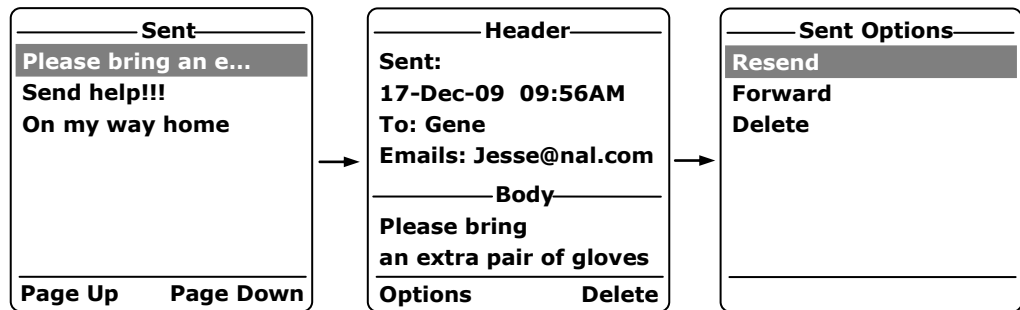 Sent
Please bring an e...
Send help!!!
On my way home
Page Up Page Down
Header
Sent:
17-Dec-09 09:56AM
To: Gene
Emails: Jesse@nal.com
Body
Please bring
an extra pair of gloves
Options Delete
Sent Options
Resend
Forward
Delete